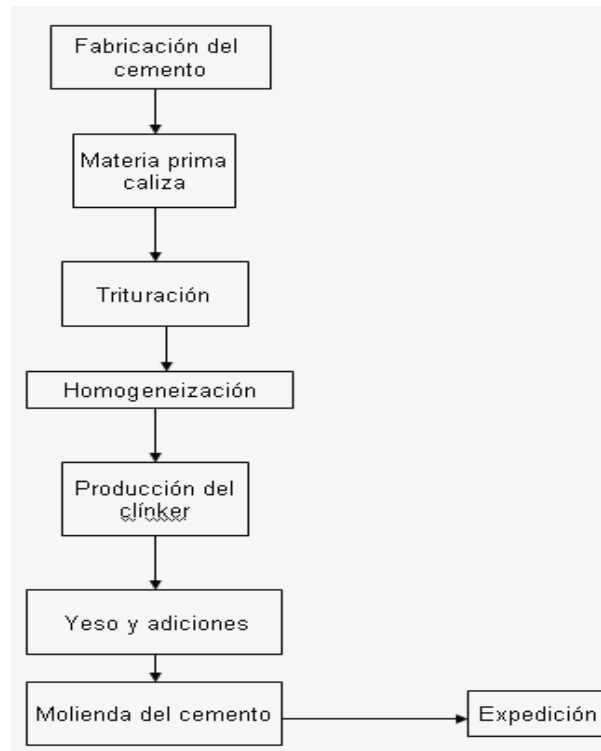 Fabricación del
cemento
Materia prima
caliza
Trituración
Homogeneización
Producción del
clínker
Yeso y adiciones
Molienda del cemento
Expedición